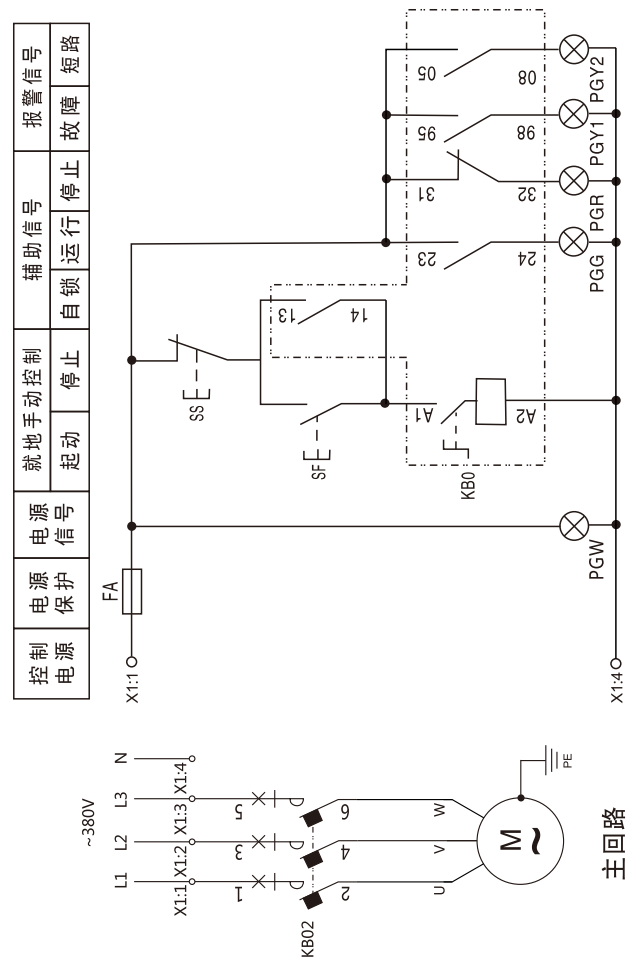 ~380V
L1
L2
L3
N
X1:1
X1:2
X1:3
X1:4
1
3
5
KB02
2
4
6
U
V
W
M
~
PE
主回路
控制
电源
电源
保护
电源
信号
就地手动控制
起动
停止
辅助信号
自锁
运行
停止
报警信号
故障
短路
X1:1
FA
SS
SF
13
14
A1
A2
KB0
23
24
31
32
95
98
05
08
PGW
PGG
PGR
PGY1
PGY2
X1:4